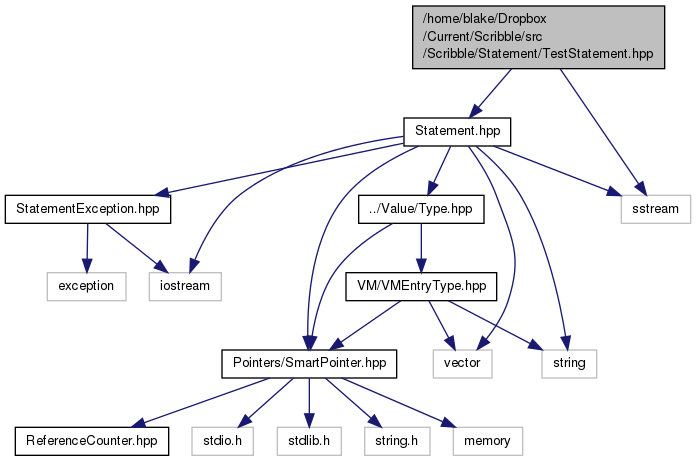 /home/blake/Dropbox
/Current/Scribble/src
/Scribble/Statement/TestStatement.hpp
Statement.hpp
StatementException.hpp
../Value/Type.hpp
sstream
exception
iostream
VM/VMEntryType.hpp
Pointers/SmartPointer.hpp
vector
string
ReferenceCounter.hpp
stdio.h
stdlib.h
string.h
memory